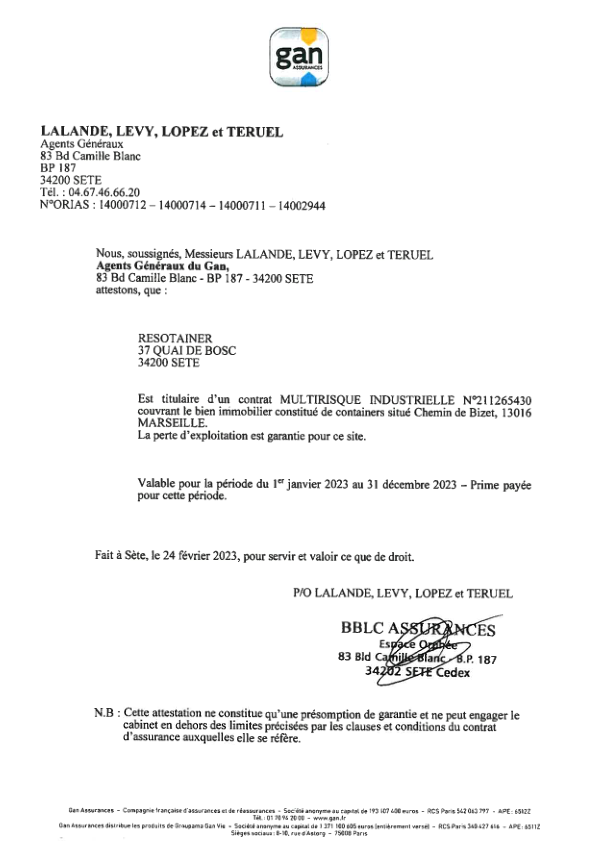 gan
ASSURANCES
LALANDE, LEVY, LOPEZ et TERUEL
Agents Généraux
83 Bd Camille Blanc
BP 187
34200 SETE
Tél. : 04.67.46.66.20
N°ORIAS : 14000712 – 14000714 – 14000711 – 14002944
Nous, soussignés, Messieurs LALANDE, LEVY, LOPEZ et TERUEL
Agents Généraux du Gan,
83 Bd Camille Blanc - BP 187 - 34200 SETE
attestons, que :
RESOTAINER
37 QUAI DE BOSC
34200 SETE
Est titulaire d'un contrat MULTIRISQUE INDUSTRIELLE N°211265430
couvrant le bien immobilier constitué de containers situé Chemin de Bizet, 13016
MARSEILLE.
La perte d'exploitation est garantie pour ce site.
Valable pour la période du 1er janvier 2023 au 31 décembre 2023 – Prime payée
pour cette période.
Fait à Sète, le 24 février 2023, pour servir et valoir ce que de droit.
P/O LALANDE, LEVY, LOPEZ et TERUEL
BBLC ASSURANCES
Espace Orphée
83 Bld Camille Blanc - B.P. 187
34202 SETE Cedex
N.B : Cette attestation ne constitue qu'une présomption de garantie et ne peut engager le
cabinet en dehors des limites précisées par les clauses et conditions du contrat
d'assurance auxquelles elle se réfère.
Gan Assurances – Compagnie française d'assurances et de réassurances – Société anonyme au capital de 193 107 400 euros – RCS Paris 542 063 797 – APE : 6512Z
Tél. : 01 70 94 20 00 – www.gan.fr
Gan Assurances distribue les produits de Groupama Gan Vie – Société anonyme au capital de 1 371 100 605 euros (entièrement versé) – RCS Paris 340 427 616 – APE : 6511Z
Sièges sociaux : 8-10, rue d'Astorg – 75008 Paris